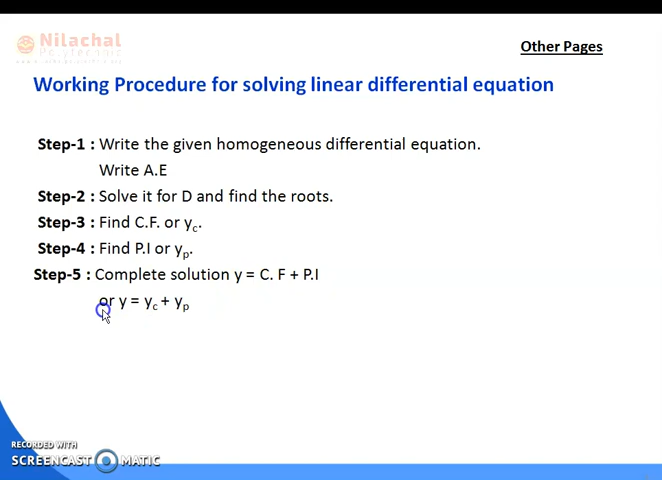 Nilachal
Polytechnic
Other Pages
Working Procedure for solving linear differential equation
Step-1 : Write the given homogeneous differential equation.
Write A.E
Step-2 : Solve it for D and find the roots.
Step-3 : Find C.F. or yc.
Step-4 : Find P.I or yp.
Step-5 : Complete solution y = C. F + P.I
or y = yc + yp
RECORDED WITH
SCREENCAST MATIC